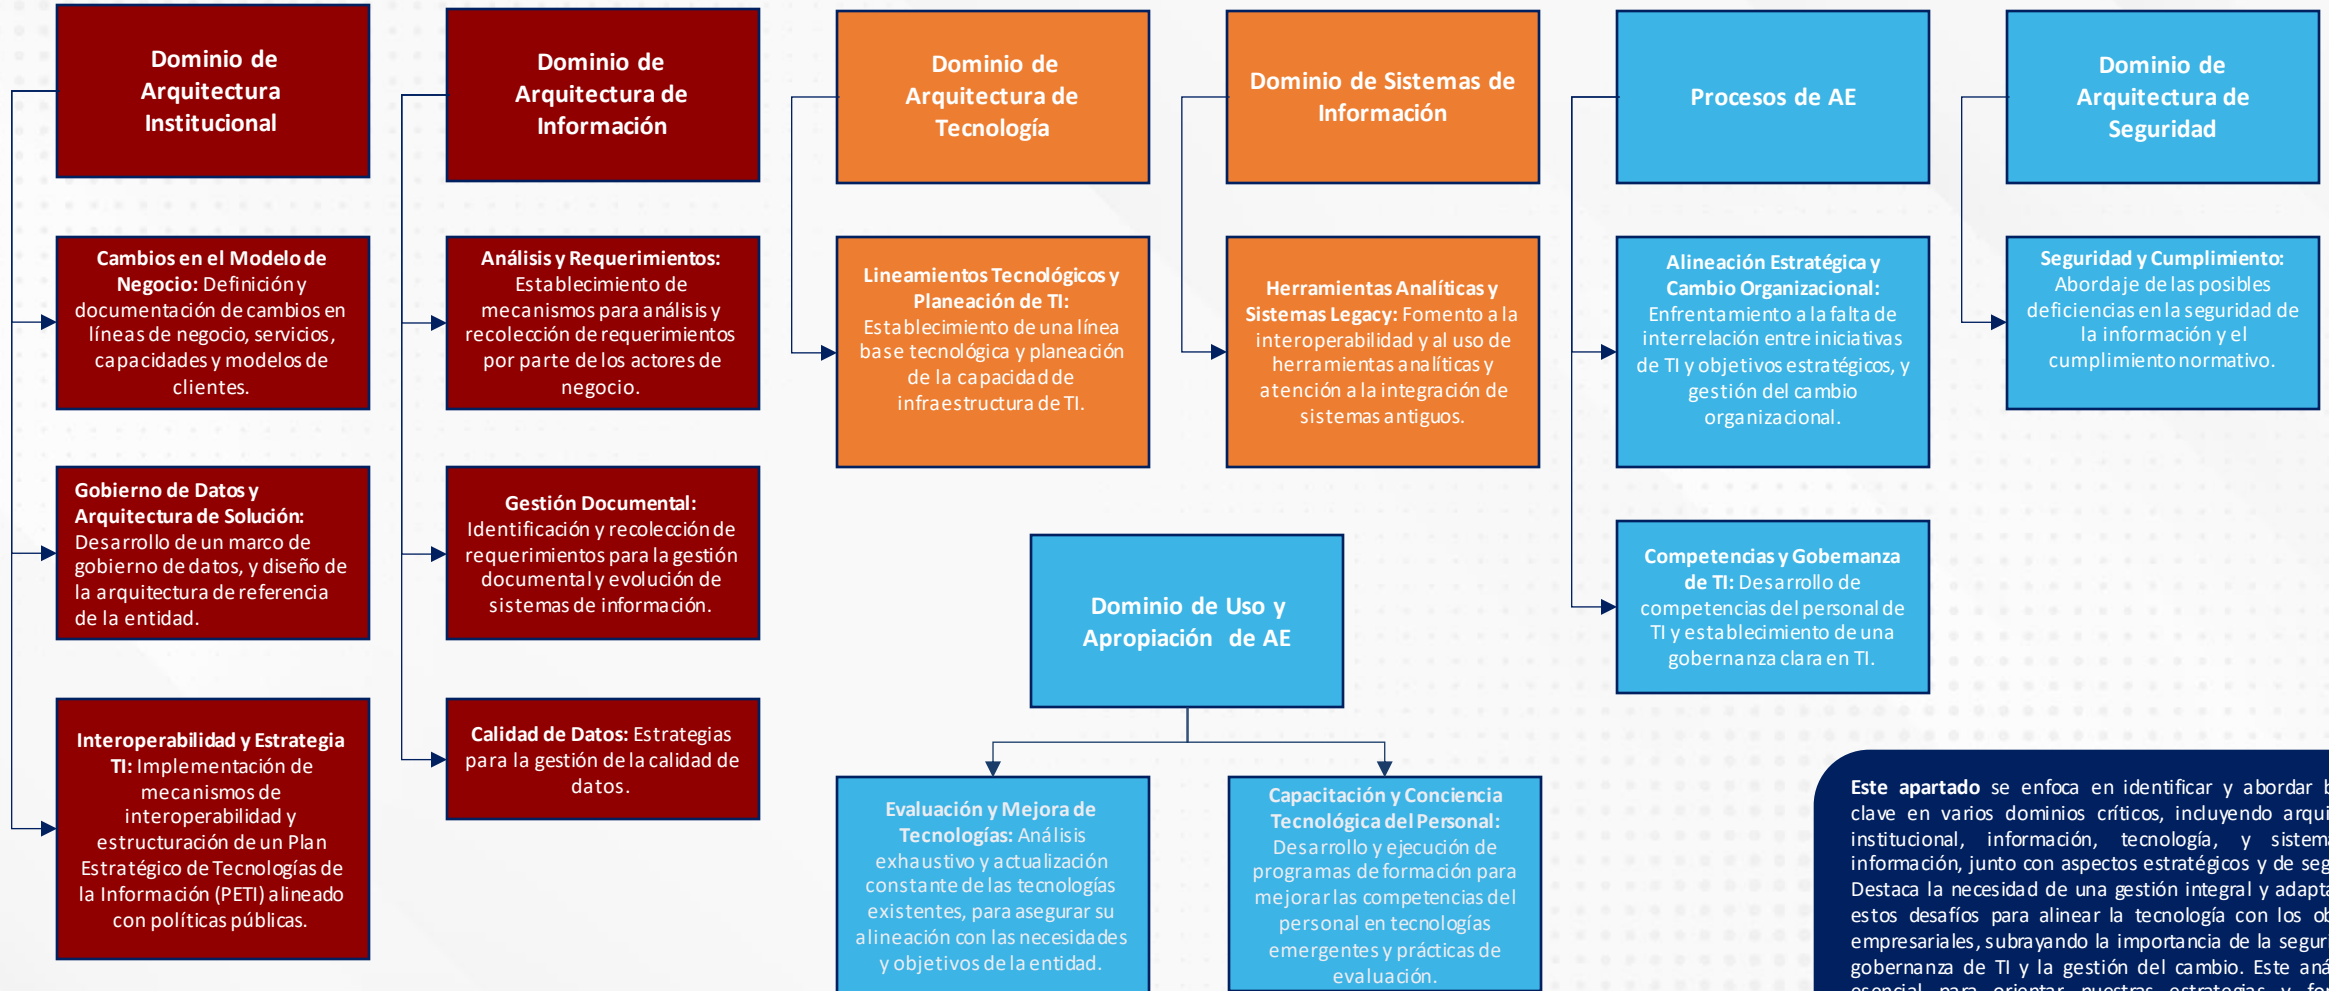 Dominio de
Arquitectura
Institucional
Dominio de
Arquitectura de
Información
Dominio de
Arquitectura de
Tecnología
Dominio de Sistemas de
Información
Procesos de AE
Dominio de
Arquitectura de
Seguridad
Cambios en el Modelo de
Negocio: Definición y
documentación de cambios en
líneas de negocio, servicios,
capacidades y modelos de
clientes.
Análisis y Requerimientos:
Establecimiento de
mecanismos para análisis y
recolección de requerimientos
por parte de los actores de
negocio.
Lineamientos Tecnológicos y
Planeación de TI:
Establecimiento de una línea
base tecnológica y planeación
de la capacidad de
infraestructura de TI.
Herramientas Analíticas y
Sistemas Legacy: Fomento a la
interoperabilidad y al uso de
herramientas analíticas y
atención a la integración de
sistemas antiguos.
Alineación Estratégica y
Cambio Organizacional:
Enfrentamiento a la falta de
interrelación entre iniciativas
de TI y objetivos estratégicos, y
gestión del cambio
organizacional.
Seguridad y Cumplimiento:
Abordaje de las posibles
deficiencias en la seguridad de
la información y el
cumplimiento normativo.
Gobierno de Datos y
Arquitectura de Solución:
Desarrollo de un marco de
gobierno de datos, y diseño de
la arquitectura de referencia
de la entidad.
Gestión Documental:
Identificación y recolección de
requerimientos para la gestión
documental y evolución de
sistemas de información.
Dominio de Uso y
Apropiación de AE
Competencias y Gobernanza
de TI: Desarrollo de
competencias del personal de
TI y establecimiento de una
gobernanza clara en TI.
Interoperabilidad y Estrategia
TI: Implementación de
mecanismos de
interoperabilidad y
estructuración de un Plan
Estratégico de Tecnologías de
la Información (PETI) alineado
con políticas públicas.
Calidad de Datos: Estrategias
para la gestión de la calidad de
datos.
Evaluación y Mejora de
Tecnologías: Análisis
exhaustivo y actualización
constante de las tecnologías
existentes, para asegurar su
alineación con las necesidades
y objetivos de la entidad.
Capacitación y Conciencia
Tecnológica del Personal:
Desarrollo y ejecución de
programas de formación para
mejorar las competencias del
personal en tecnologías
emergentes y prácticas de
evaluación.
Este apartado se enfoca en identificar y abordar
clave en varios dominios críticos, incluyendo
institucional, información, tecnología, y
información, junto con aspectos estratégicos y de
Destaca la necesidad de una gestión integral y
estos desafíos para alinear la tecnología con los
empresariales, subrayando la importancia de la
gobernanza de TI y la gestión del cambio. Este
esencial para orientar nuestras estrategias y